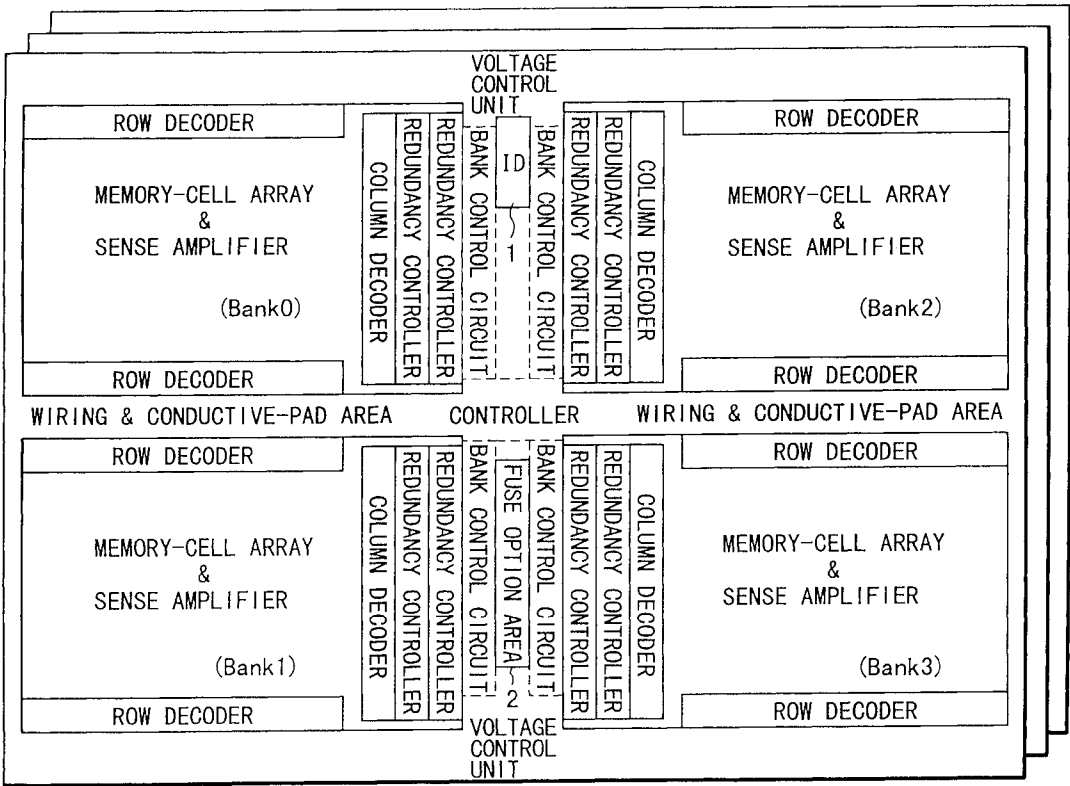 VOLTAGE
CONTROL
UNIT
ROW DECODER
MEMORY-CELL ARRAY
&
SENSE AMPLIFIER
(Bank0)
ROW DECODER
COLUMN DECODER
REDUNDANCY CONTROLLER
REDUNDANCY CONTROLLER
BANK CONTROL CIRCUIT
ID
1
BANK CONTROL CIRCUIT
REDUNDANCY CONTROLLER
REDUNDANCY CONTROLLER
COLUMN DECODER
ROW DECODER
MEMORY-CELL ARRAY
&
SENSE AMPLIFIER
(Bank2)
ROW DECODER
WIRING & CONDUCTIVE-PAD AREA
CONTROLLER
WIRING & CONDUCTIVE-PAD AREA
ROW DECODER
MEMORY-CELL ARRAY
&
SENSE AMPLIFIER
(Bank1)
ROW DECODER
COLUMN DECODER
REDUNDANCY CONTROLLER
REDUNDANCY CONTROLLER
BANK CONTROL CIRCUIT
FUSE OPTION AREA
2
BANK CONTROL CIRCUIT
REDUNDANCY CONTROLLER
REDUNDANCY CONTROLLER
COLUMN DECODER
ROW DECODER
MEMORY-CELL ARRAY
&
SENSE AMPLIFIER
(Bank3)
ROW DECODER
VOLTAGE
CONTROL
UNIT